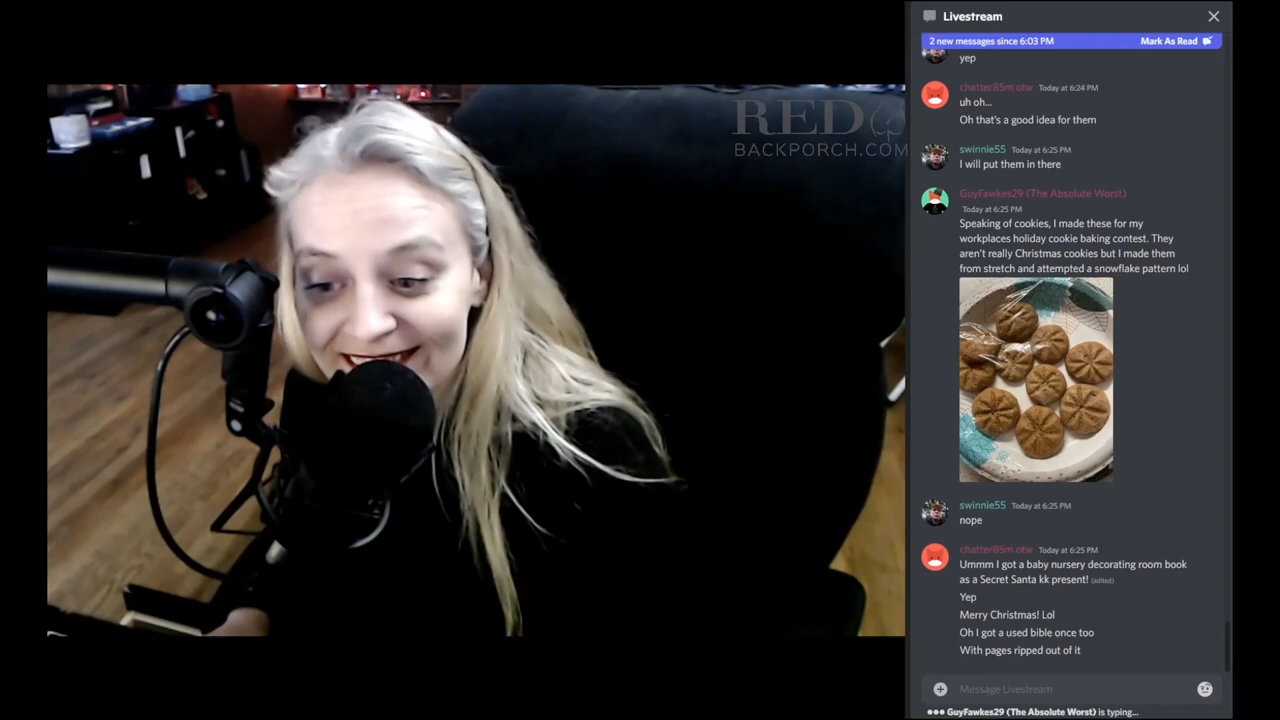 RED
BACKPORCH.COM
Livestream
2 new messages since 6:03 PM Mark As Read
yep
chatter85m otw Today at 6:24 PM
uh oh...
Oh that's a good idea for them
swinnie55 Today at 6:25 PM
I will put them in there
GuyFawkes29 (The Absolute Worst)
Today at 6:25 PM
Speaking of cookies, I made these for my
workplaces holiday cookie baking contest. They
aren't really Christmas cookies but I made them
from stretch and attempted a snowflake pattern lol
swinnie55 Today at 6:25 PM
nope
chatter85m otw Today at 6:25 PM
Ummm I got a baby nursery decorating room book
as a Secret Santa kk present! (edited)
Yep
Merry Christmas! Lol
Oh I got a used bible once too
With pages ripped out of it
Message Livestream
GuyFawkes29 (The Absolute Worst) is typing...